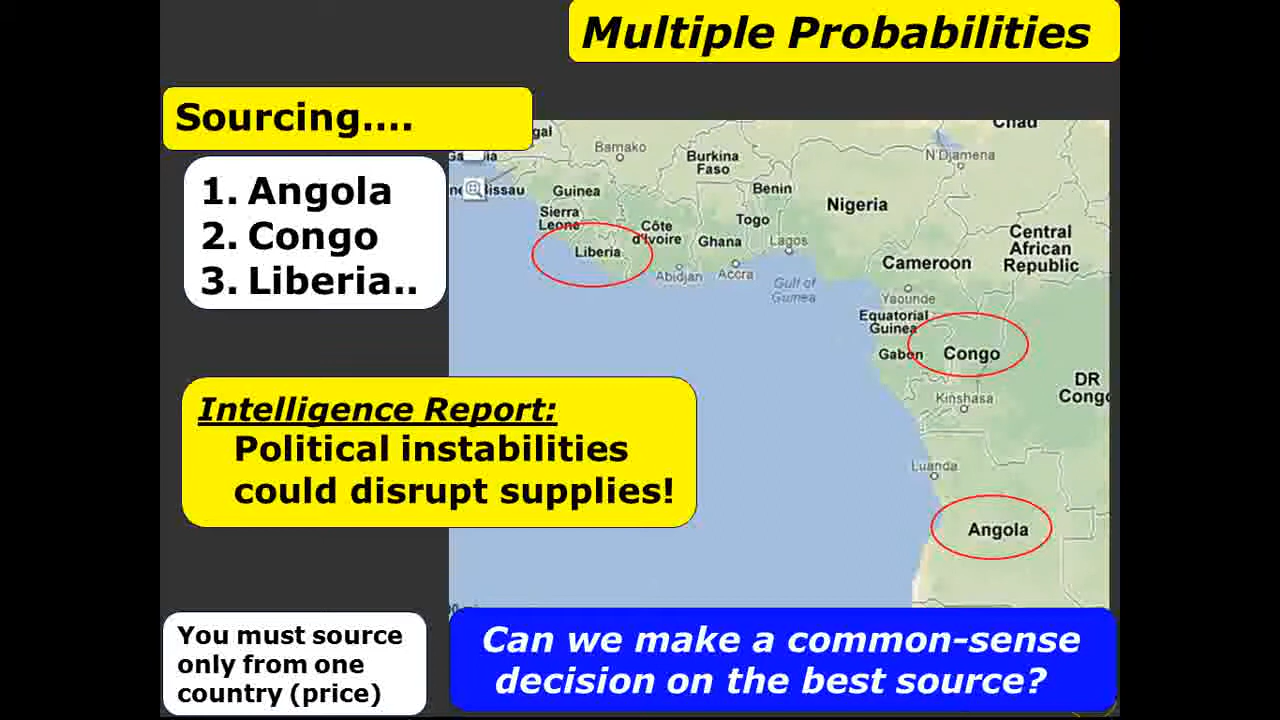 Multiple Probabilities
Sourcing....
1. Angola
2. Congo
3. Liberia..
Chad
gal
Bamako
Burkina
Faso
N'Djamena
Bissau
Guinea
Benin
Nigeria
Sierra
Leone
Côte
d'Ivoire
Togo
Ghana
Lagos
Central
African
Republic
Liberia
Abidjan
Accra
Cameroon
Gulf of
Guinea
Yaounde
Equatorial
Guinea
Gabon
Congo
DR
Congo
Kinshasa
Luanda
Angola
Intelligence Report:
Political instabilities
could disrupt supplies!
You must source
only from one
country (price)
Can we make a common-sense
decision on the best source?